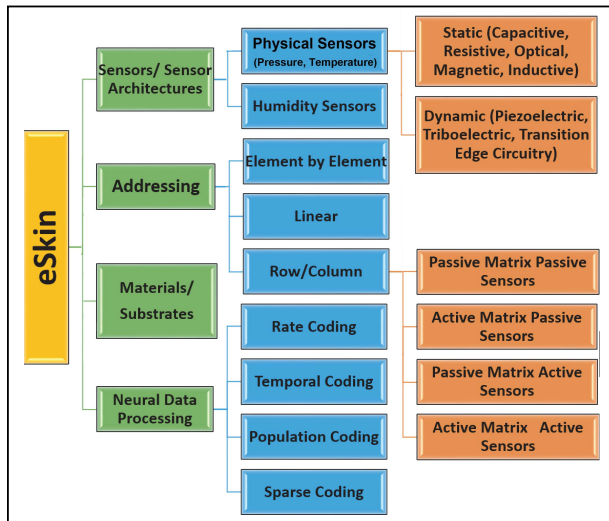 eSkin
Sensors/ Sensor
Architectures
Physical Sensors
(Pressure, Temperature)
Static (Capacitive,
Resistive, Optical,
Magnetic, Inductive)
Dynamic (Piezoelectric,
Triboelectric, Transition
Edge Circuitry)
Humidity Sensors
Addressing
Element by Element
Linear
Row/Column
Passive Matrix Passive
Sensors
Active Matrix Passive
Sensors
Passive Matrix Active
Sensors
Active Matrix Active
Sensors
Materials/
Substrates
Neural Data
Processing
Rate Coding
Temporal Coding
Population Coding
Sparse Coding